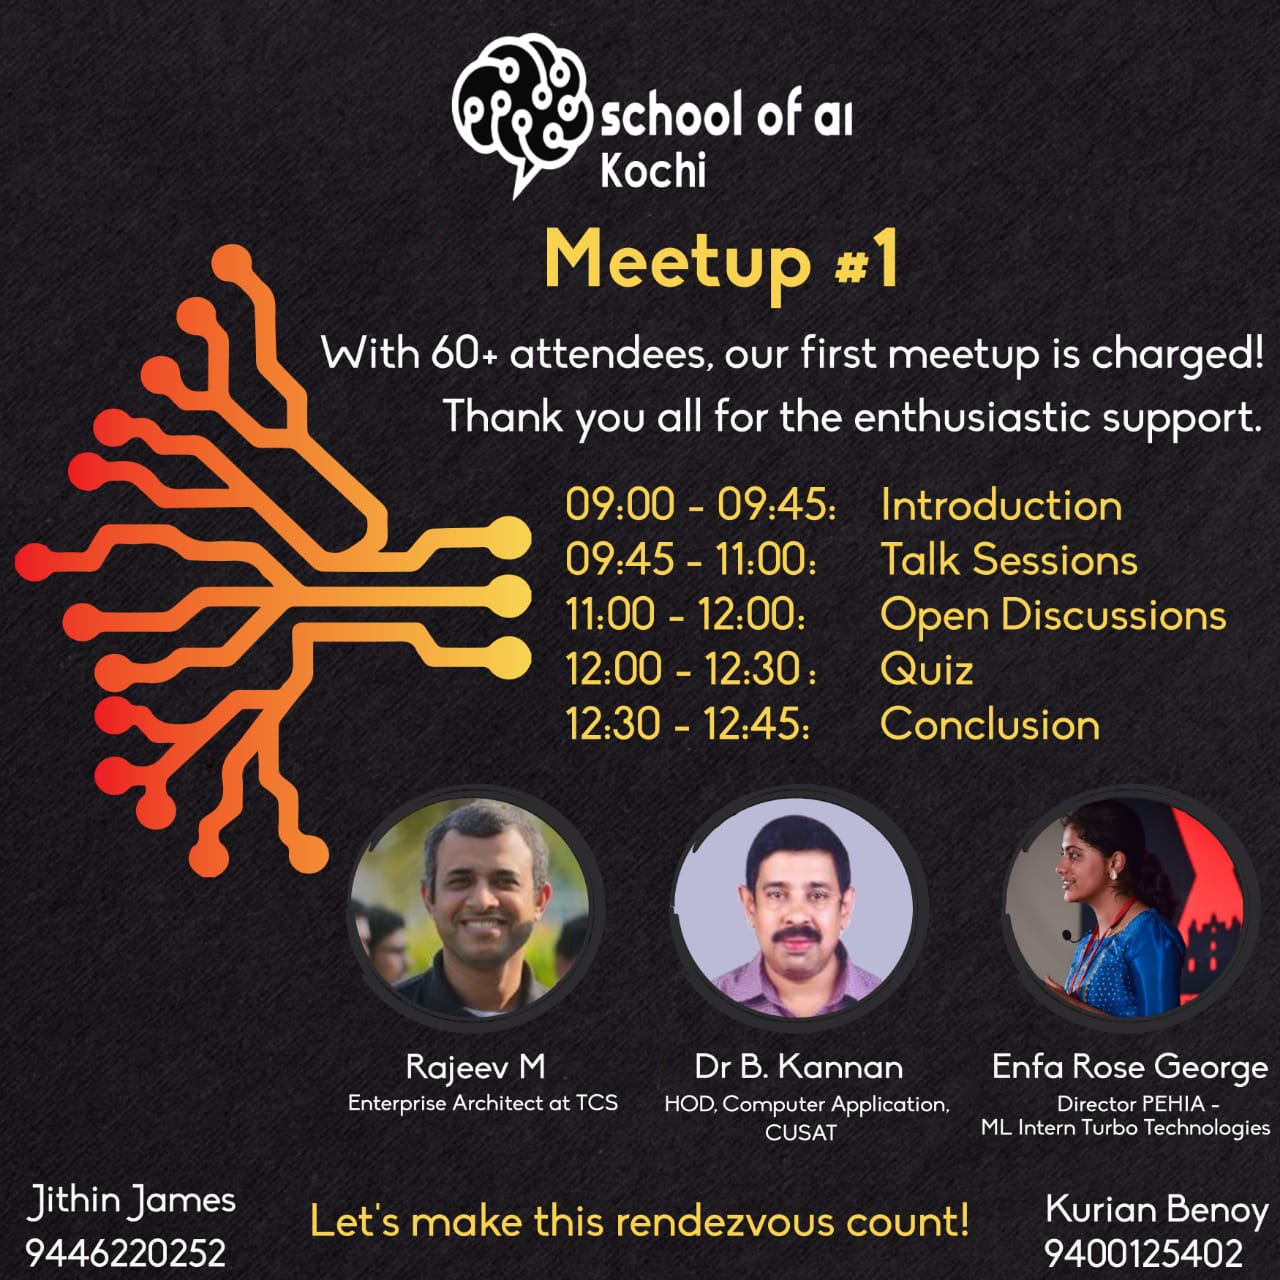 school of ai
Kochi
Meetup #1
With 60+ attendees, our first meetup is charged!
Thank you all for the enthusiastic support.
09:00 - 09:45: Introduction
09:45 - 11:00: Talk Sessions
11:00 - 12:00: Open Discussions
12:00 - 12:30 : Quiz
12:30 - 12:45: Conclusion
Rajeev M
Enterprise Architect at TCS
Dr B. Kannan
HOD, Computer Application,
CUSAT
Enfa Rose George
Director PEHIA -
ML Intern Turbo Technologies
Jithin James
9446220252
Let's make this rendezvous count!
Kurian Benoy
9400125402